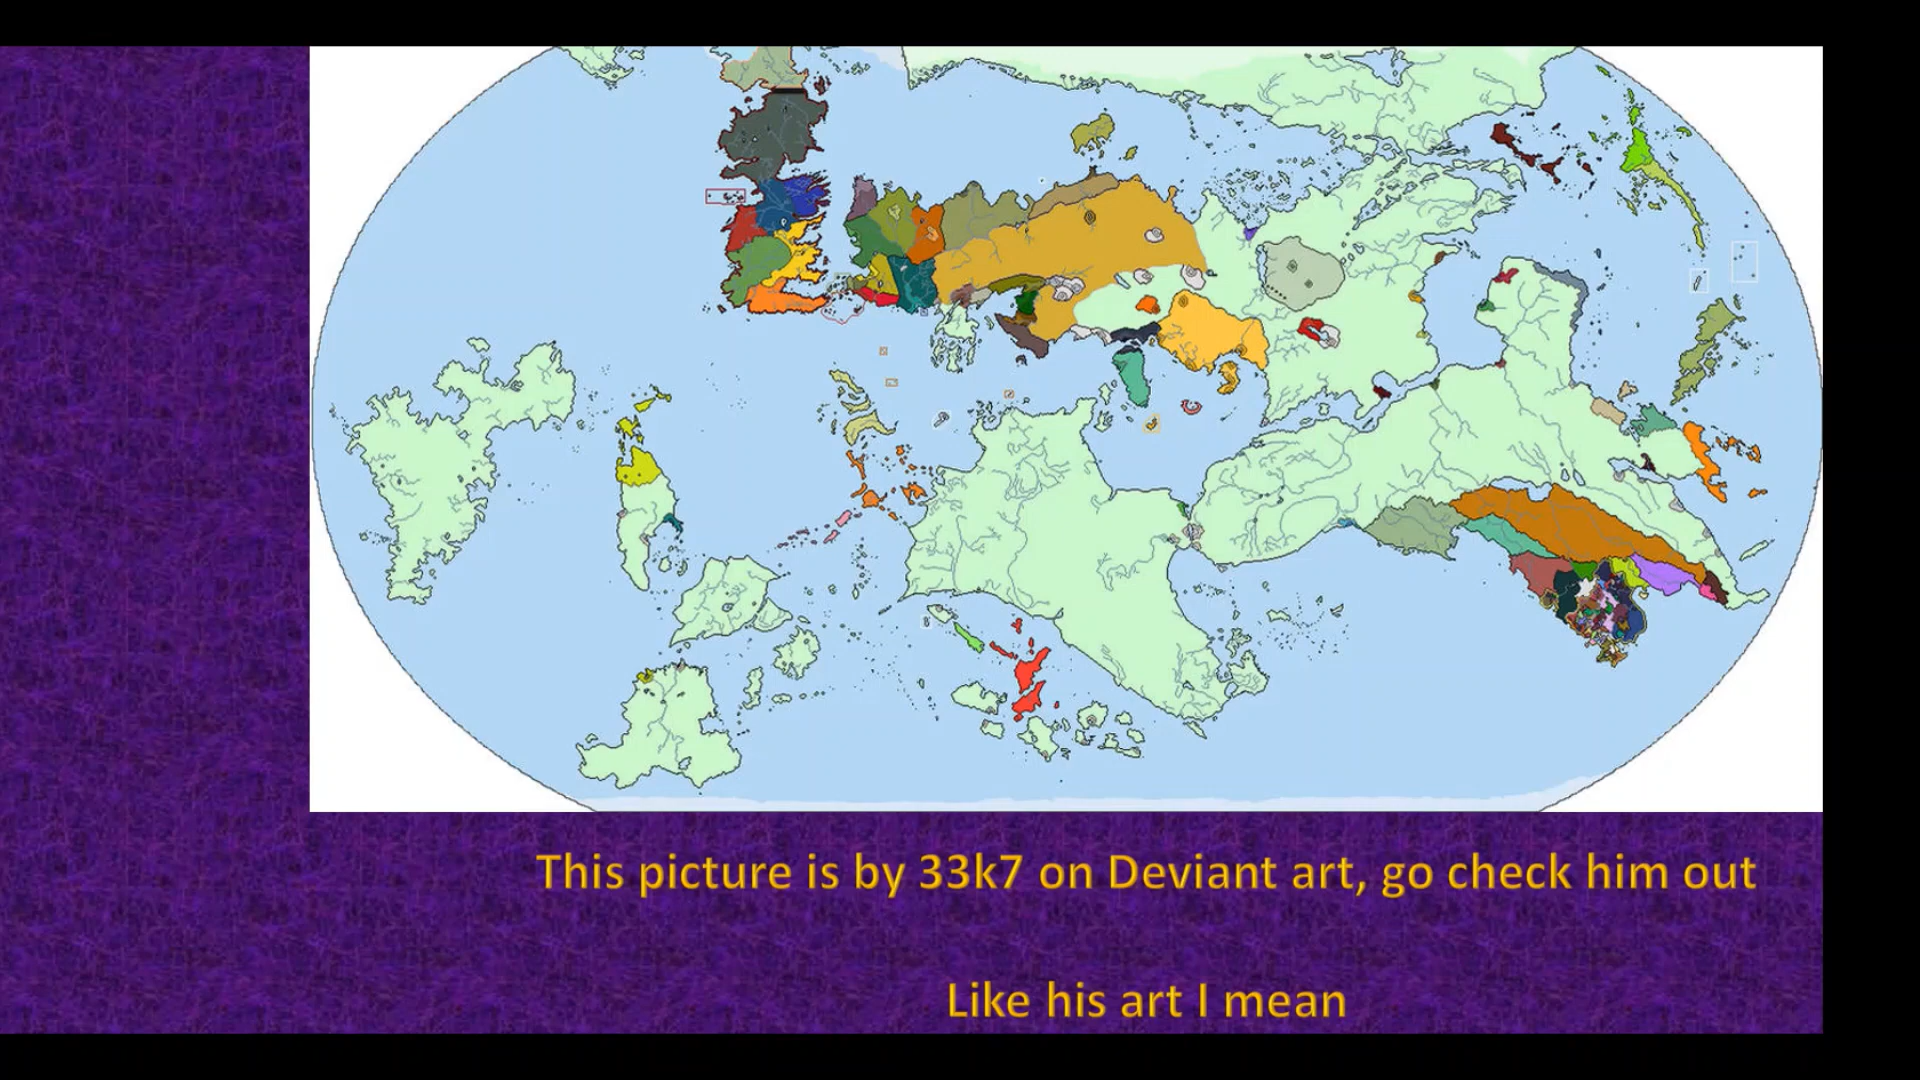 This picture is by 33k7 on Deviant art, go check him out
Like his art I mean